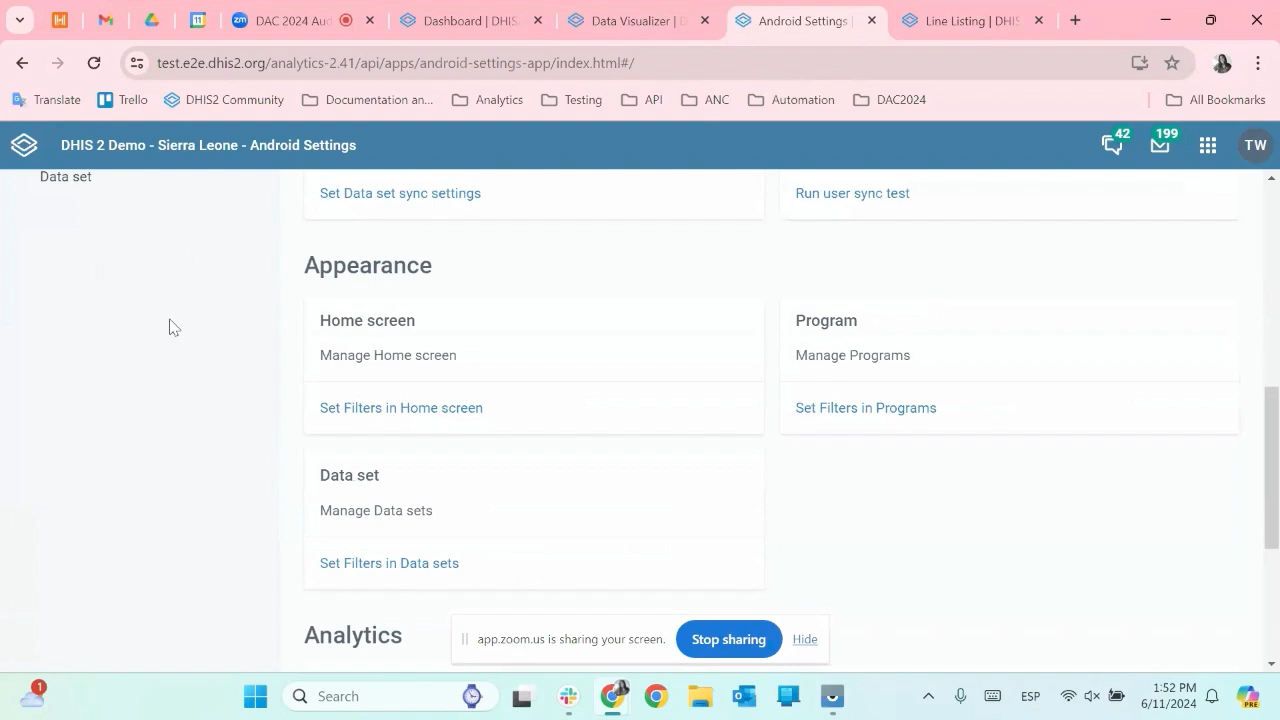 DAC 2024 Aud
Dashboard | DHIS
Data Visualizer | D
Android Settings |
Line Listing | DHIS
test.e2e.dhis2.org/analytics-2.41/api/apps/android-settings-app/index.html#/
Translate
Trello
DHIS2 Community
Documentation an...
Analytics
Testing
API
ANC
Automation
DAC2024
All Bookmarks
DHIS 2 Demo - Sierra Leone - Android Settings
42
199
TW
Data set
Set Data set sync settings
Run user sync test
Appearance
Home screen
Manage Home screen
Set Filters in Home screen
Program
Manage Programs
Set Filters in Programs
Data set
Manage Data sets
Set Filters in Data sets
Analytics
app.zoom.us is sharing your screen.
Stop sharing
Hide
1
Search
ESP
1:52 PM
6/11/2024
PRE